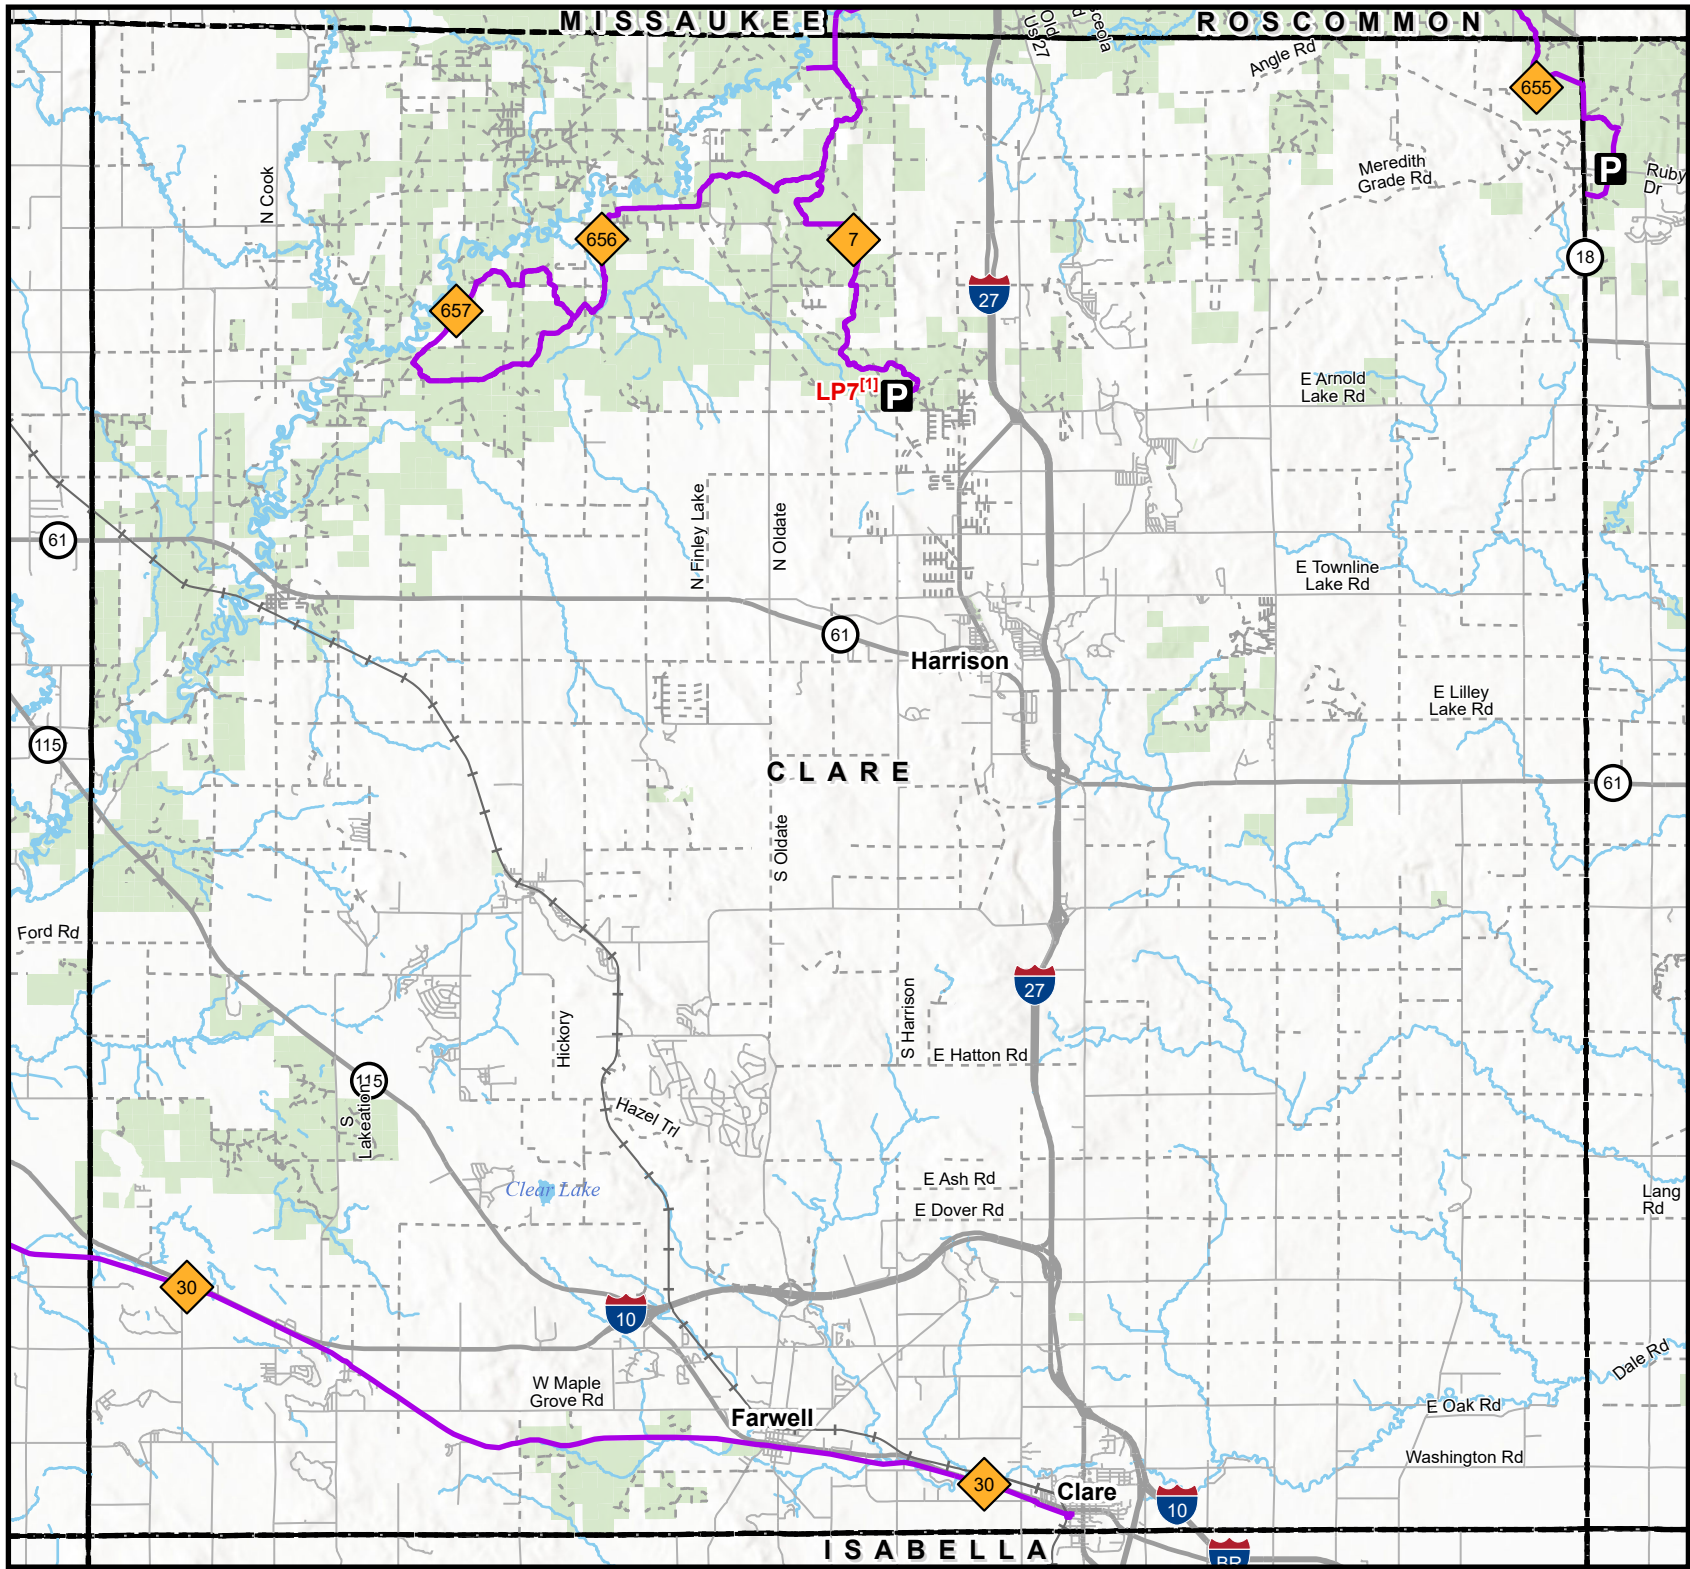 MISSAUKEE
ROSCOMMON
Old
Us 27
Angle Rd
655
N Cook
Meredith
Grade Rd
P
Ruby
Dr
656
7
18
657
27
LP7[1]
P
E Arnold
Lake Rd
N Finley Lake
N Oldate
61
E Townline
Lake Rd
61
Harrison
E Lilley
Lake Rd
115
CLARE
61
S Oldate
Ford Rd
27
S Harrison
Hickory
E Hatton Rd
115
S
Lakeation
Hazel Trl
Clear Lake
E Ash Rd
E Dover Rd
Lang
Rd
30
10
Dale Rd
W Maple
Grove Rd
E Oak Rd
Farwell
Washington Rd
30
Clare
10
ISABELLA
BR